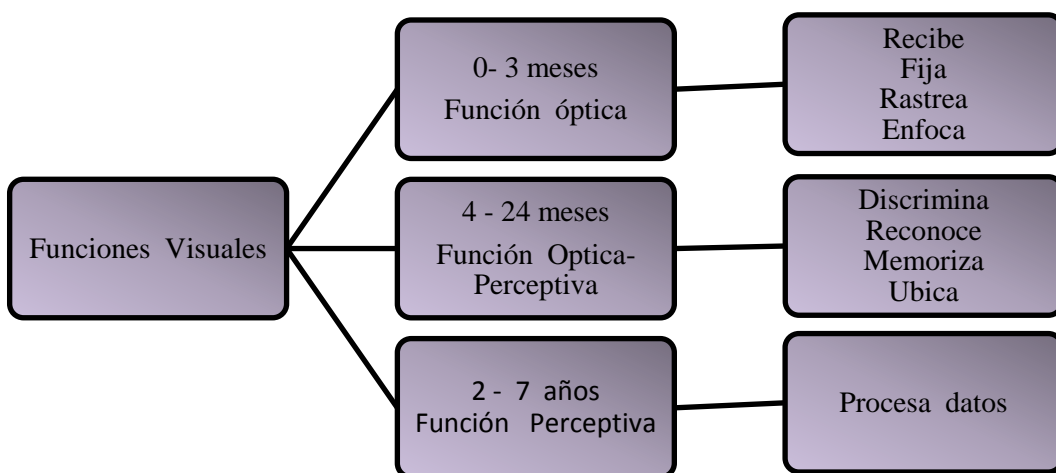 Funciones Visuales
0- 3 meses
Función óptica
Recibe
Fija
Rastrea
Enfoca
4 - 24 meses
Función Optica-
Perceptiva
Discrimina
Reconoce
Memoriza
Ubica
2 - 7 años
Función Perceptiva
Procesa datos